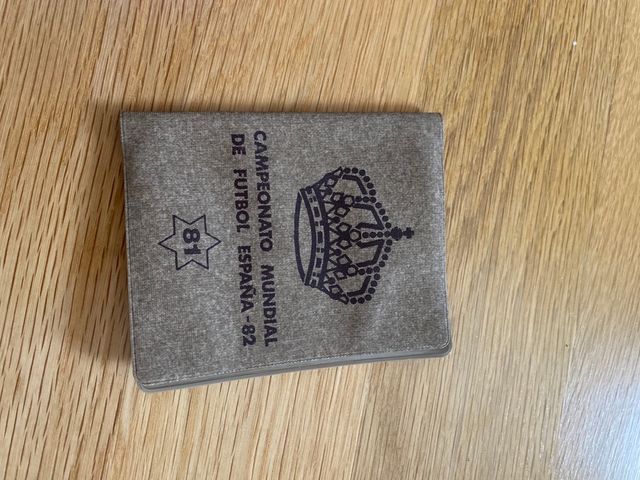 CAMPEONATO MUNDIAL
DE FUTBOL ESPAÑA-82
81